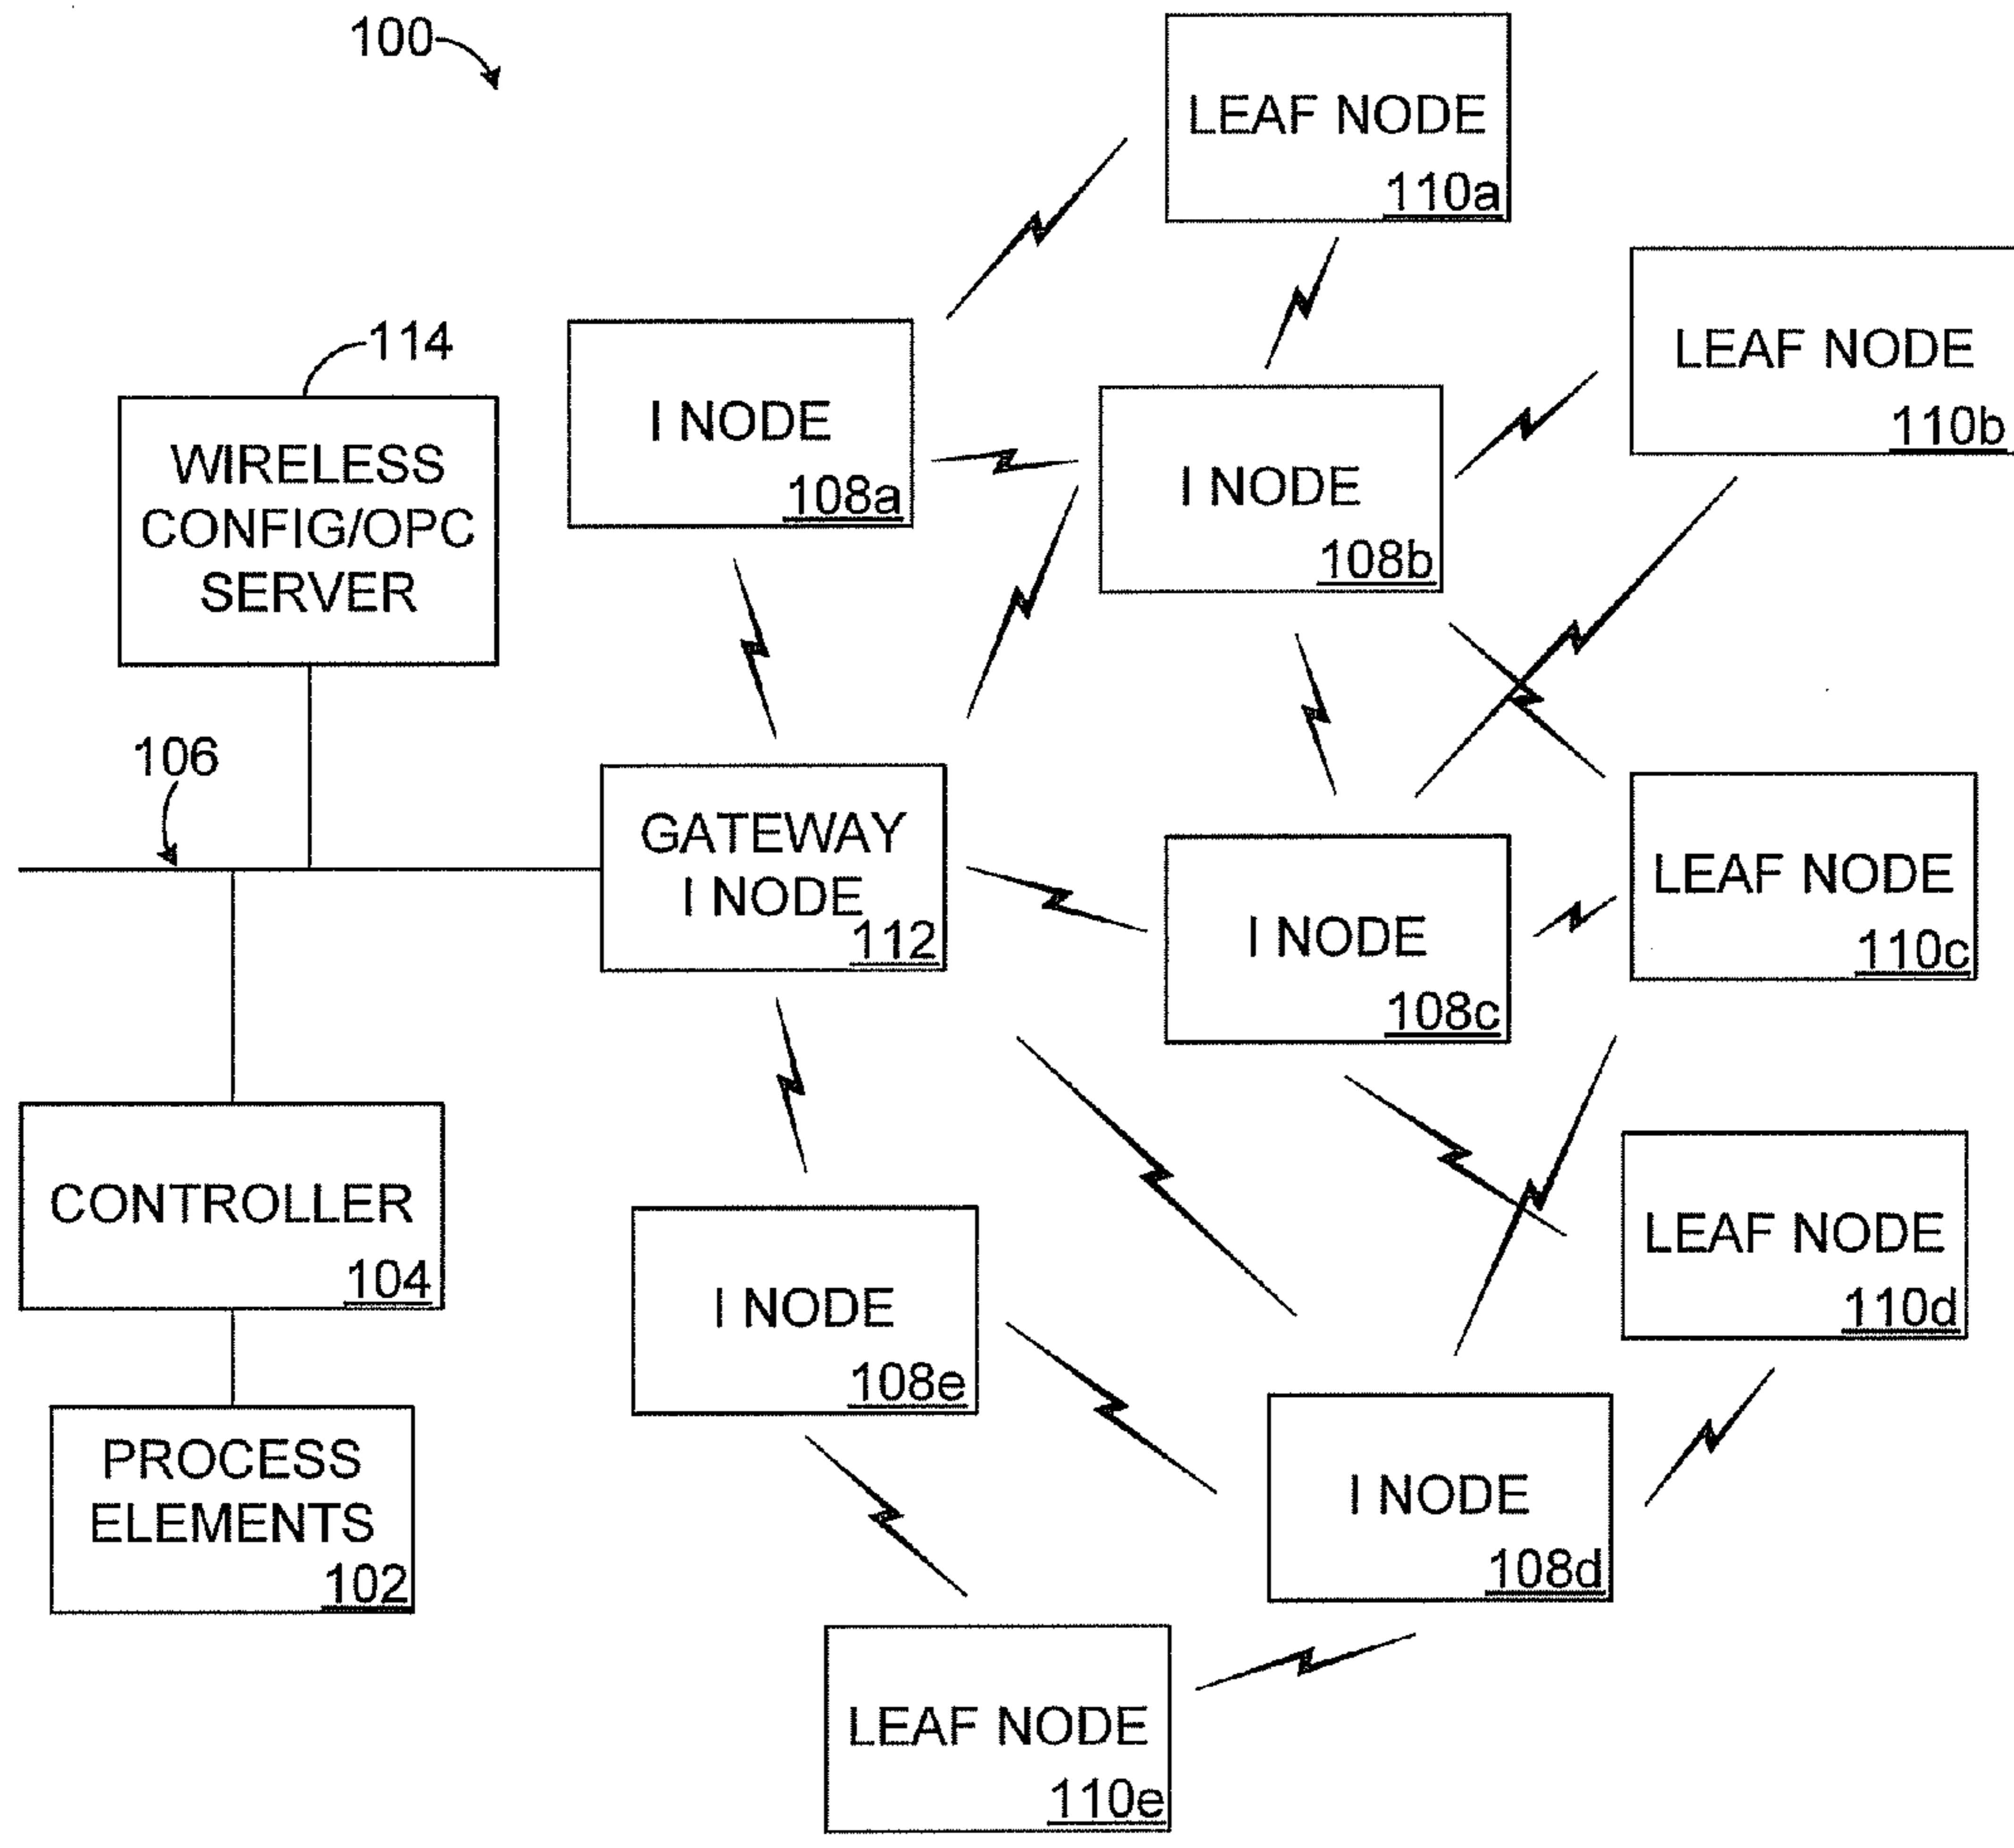 100
LEAF NODE
110a
114
I NODE
108a
LEAF NODE
110b
WIRELESS
CONFIG/OPC
SERVER
I NODE
108b
106
GATEWAY
I NODE
112
LEAF NODE
110c
I NODE
108c
CONTROLLER
104
LEAF NODE
110d
I NODE
108e
PROCESS
ELEMENTS
102
I NODE
108d
LEAF NODE
110e